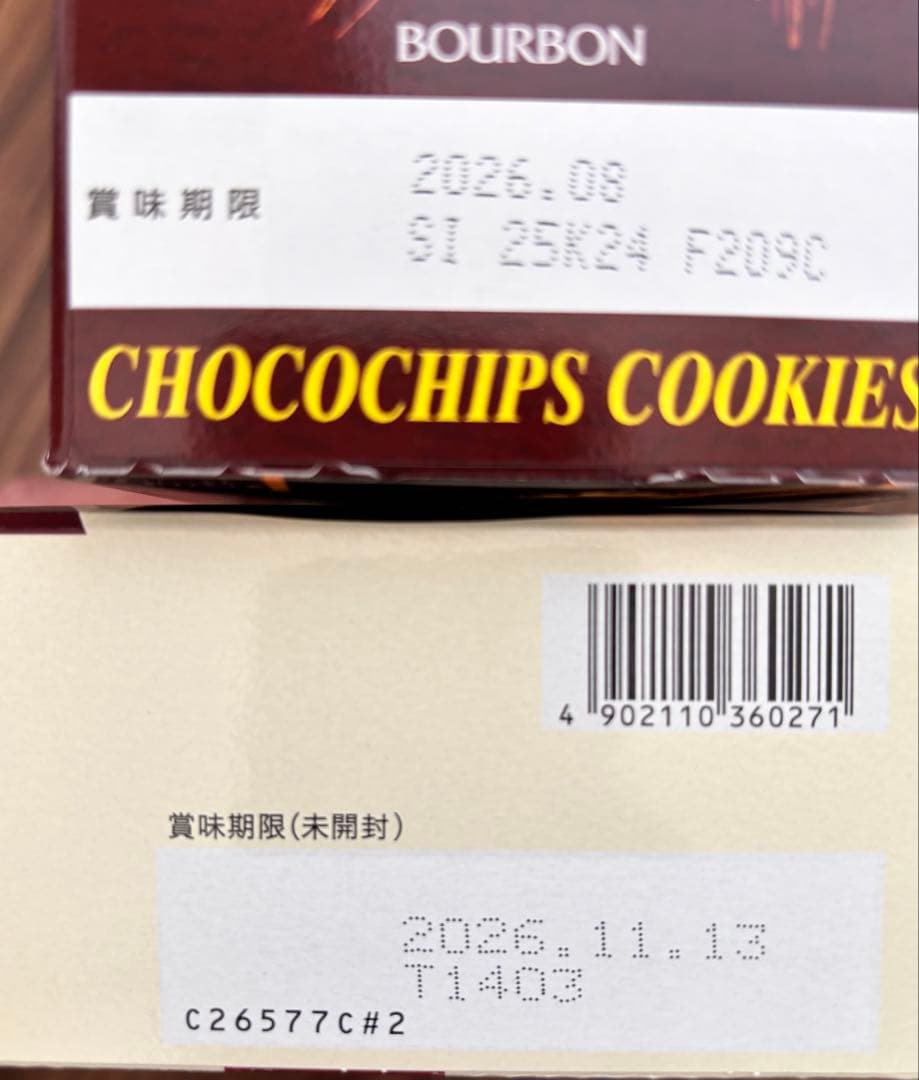 BOURBON
賞味期限
2026.08
SI 25K24 F209C
CHOCOCHIPS COOKIES
4 902110 360271
賞味期限(未開封)
2026.11.13
T1403
C26577C#2